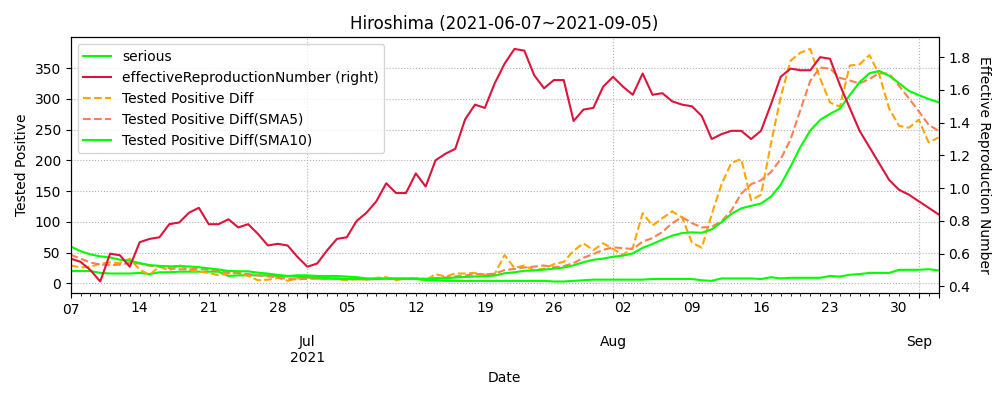 Hiroshima (2021-06-07~2021-09-05)
serious
effectiveReproductionNumber (right)
Tested Positive Diff
Tested Positive Diff(SMA5)
Tested Positive Diff(SMA10)
Tested Positive
350
300
250
200
150
100
50
0
1.8
1.6
1.4
1.2
1.0
0.8
0.6
0.4
Effective Reproduction Number
07 14 21 28 05 12 19 26 02 09 16 23 30
Jul Aug Sep
2021
Date